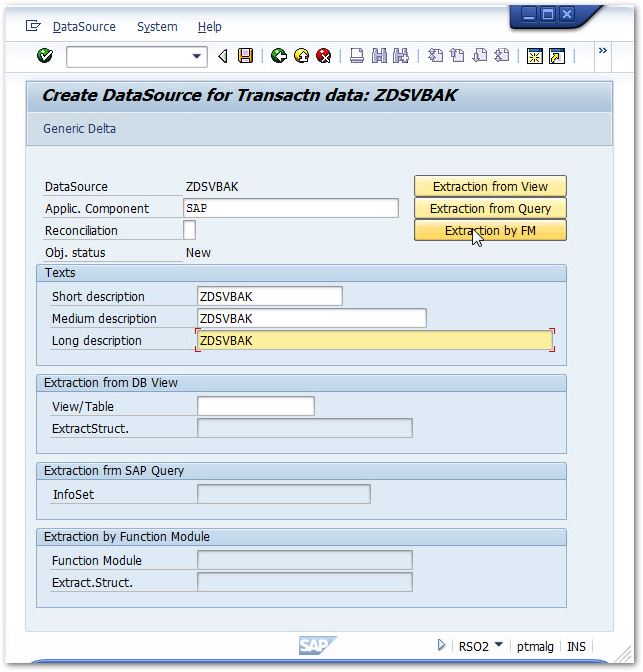 DataSource System Help
»
Create DataSource for Transactn data: ZDSVBAK
Generic Delta
DataSource ZDSVBAK Extraction from View
Applic. Component SAP Extraction from Query
Reconciliation Extraction by FM
Obj. status New
Texts
Short description ZDSVBAK
Medium description ZDSVBAK
Long description ZDSVBAK
Extraction from DB View
View/Table
ExtractStruct.
Extraction frm SAP Query
InfoSet
Extraction by Function Module
Function Module
Extract.Struct.
SAP RSO2 ptmalg INS